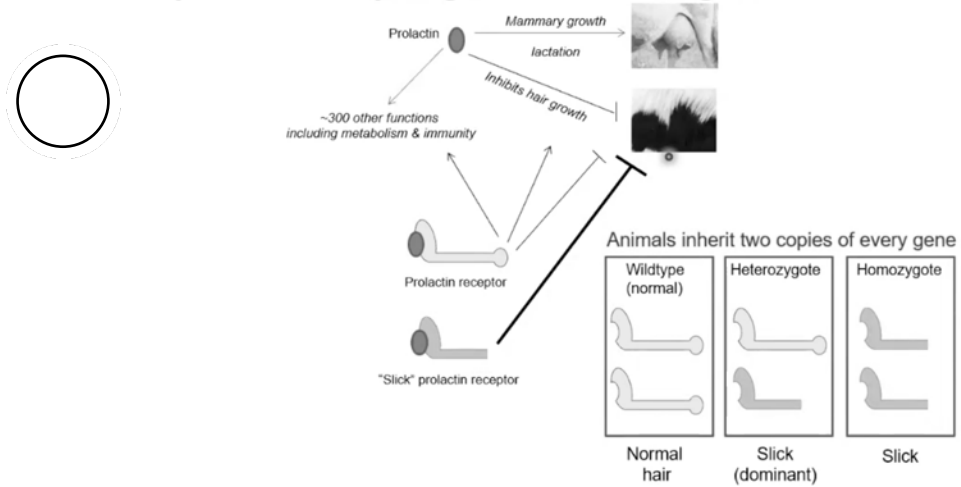 Prolactin
Mammary growth
lactation
Inhibits hair growth
~300 other functions
including metabolism & immunity
Prolactin receptor
"Slick" prolactin receptor
Animals inherit two copies of every gene
Wildtype
(normal)
Heterozygote
Homozygote
Normal
hair
Slick
(dominant)
Slick